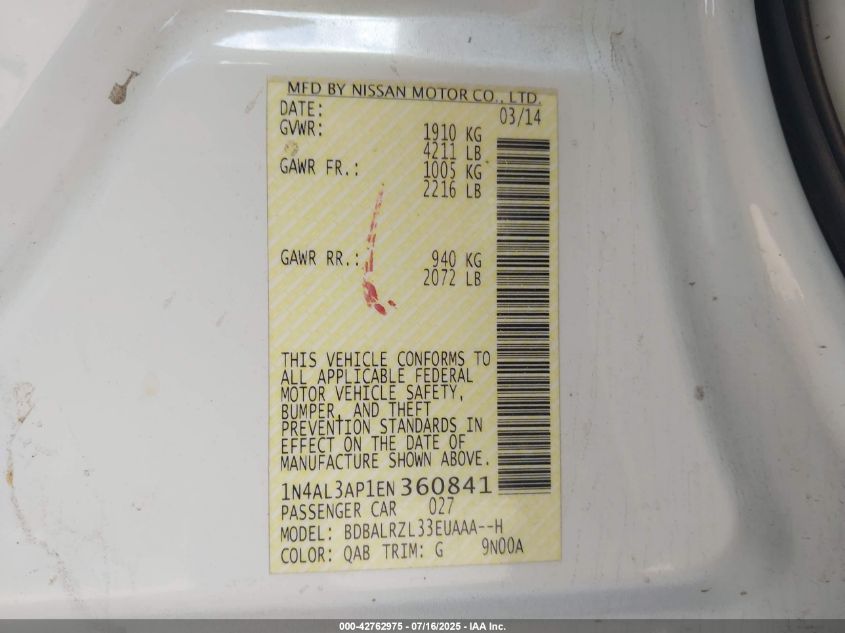 MFD BY NISSAN MOTOR CO., LTD.
DATE: 03/14
GVWR: 1910 KG
4211 LB
GAWR FR.: 1005 KG
2216 LB
GAWR RR.: 940 KG
2072 LB
THIS VEHICLE CONFORMS TO
ALL APPLICABLE FEDERAL
MOTOR VEHICLE SAFETY,
BUMPER, AND THEFT
PREVENTION STANDARDS IN
EFFECT ON THE DATE OF
MANUFACTURE SHOWN ABOVE.
1N4AL3AP1EN360841
PASSENGER CAR 027
MODEL: BDBALRZL33EUAAA--H
COLOR: QAB TRIM: G 9N00A
000-42762975 - 07/16/2025 - IAA Inc.